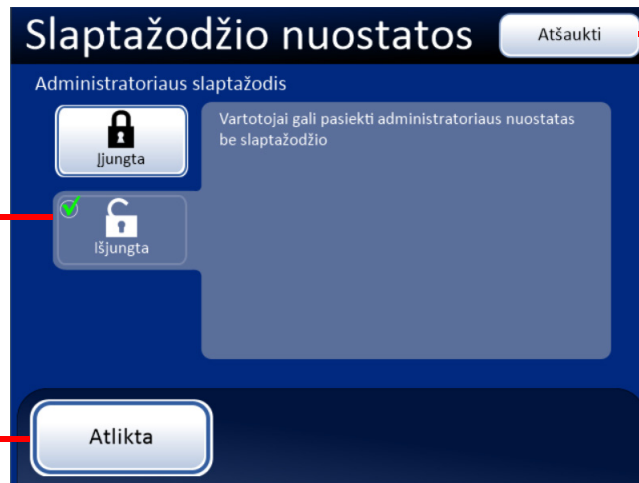 Slaptažodžio nuostatos
Atšaukti
Administratoriaus slaptažodis
Įjungta
Vartotojai gali pasiekti administratoriaus nuostatas
be slaptažodžio
Išjungta
Atlikta